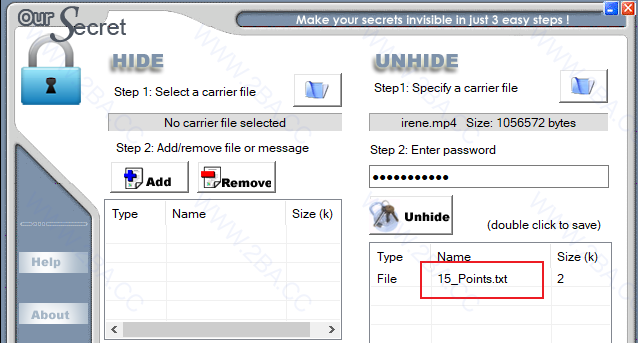 Our Secret
Make your secrets invisible in just 3 easy steps !
HIDE
Step 1: Select a carrier file
No carrier file selected
Step 2: Add/remove file or message
Add
Remove
Type Name Size (k)
UNHIDE
Step1: Specify a carrier file
irene.mp4 Size: 1056572 bytes
Step 2: Enter password
•••••••••••
Unhide
(double click to save)
Type Name Size (k)
File 15_Points.txt 2
Help
About
WWW.2BA.CC